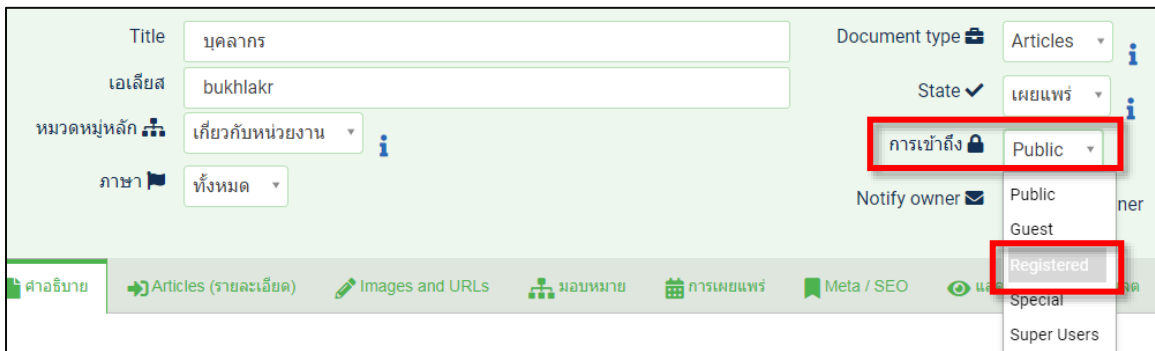 Title
บุคลากร
Document type
Articles
เอเลียส
bukhlakr
State
เผยแพร่
หมวดหมู่หลัก
เกี่ยวกับหน่วยงาน
การเข้าถึง
Public
ภาษา
ทั้งหมด
Notify owner
Public
Guest
Registered
Special
Super Users
คำอธิบาย
Articles (รายละเอียด)
Images and URLs
มอบหมาย
การเผยแพร่
Meta / SEO